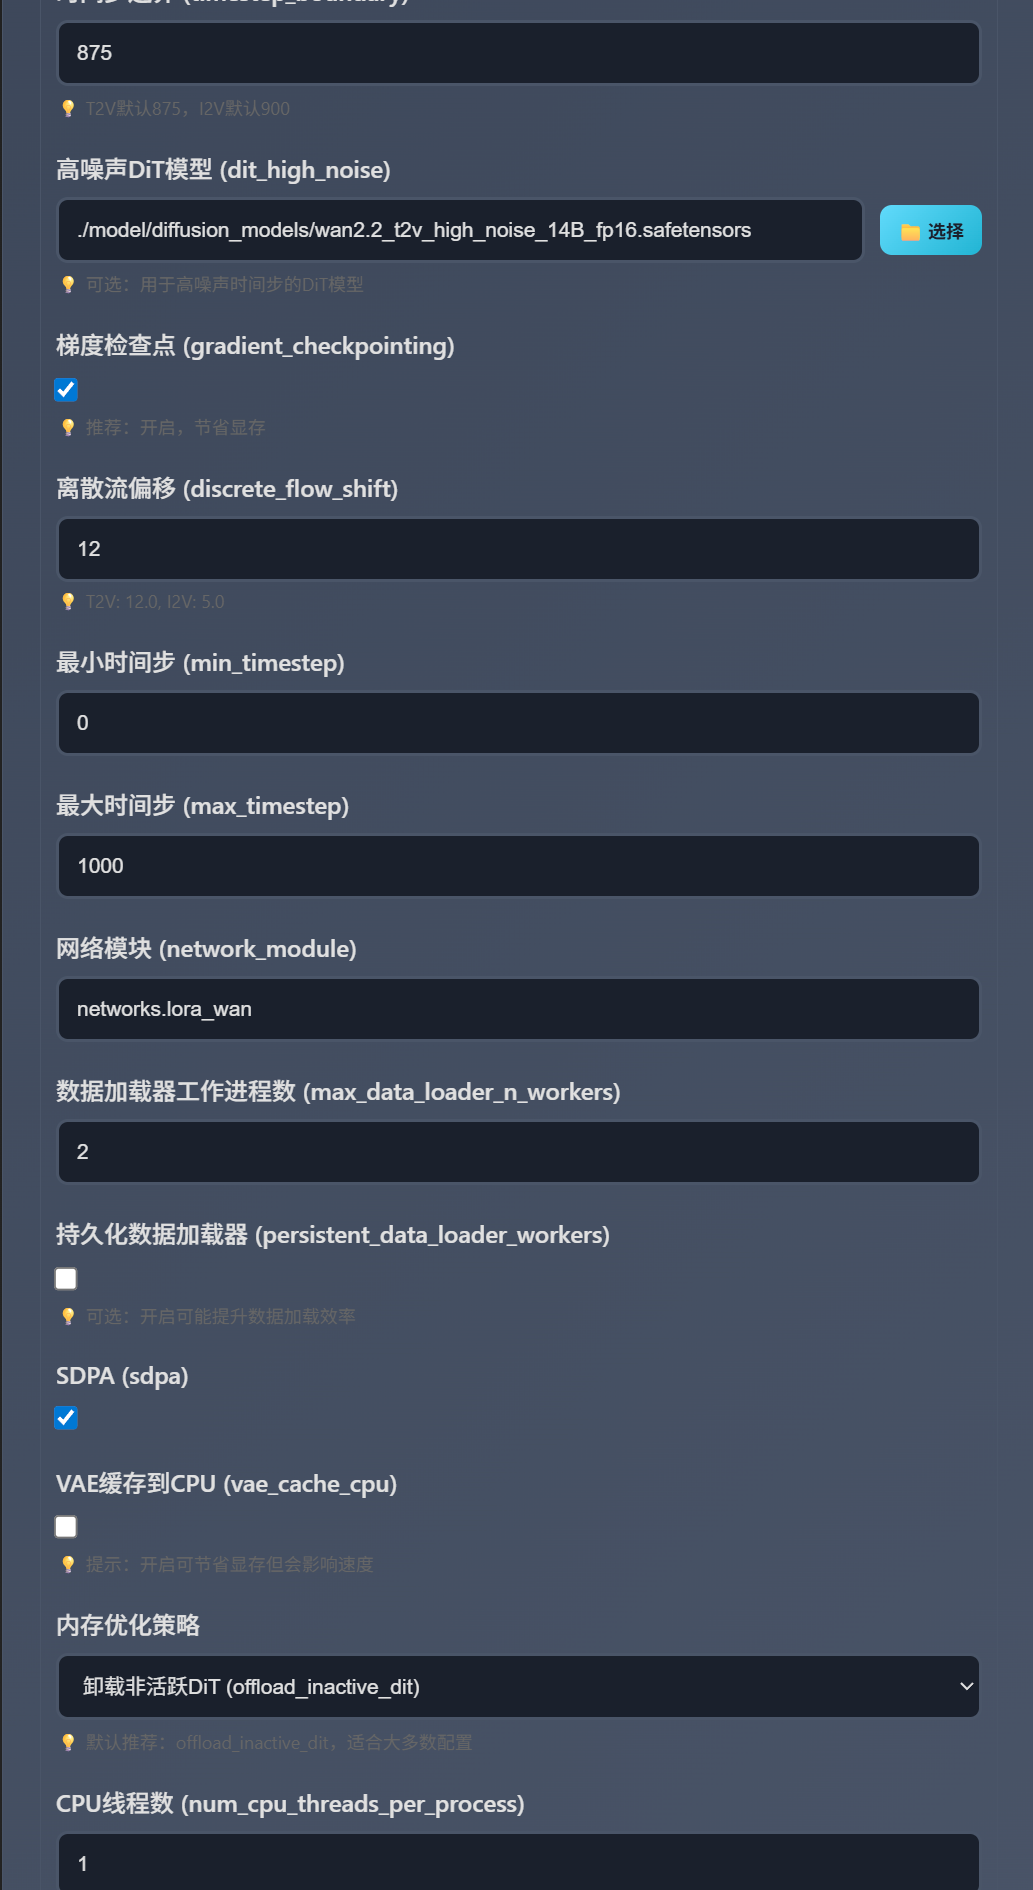 (timestep_boundary)
875
💡 T2V默认875，I2V默认900
高噪声DiT模型 (dit_high_noise)
./model/diffusion_models/wan2.2_t2v_high_noise_14B_fp16.safetensors
📁 选择
💡 可选：用于高噪声时间步的DiT模型
梯度检查点 (gradient_checkpointing)
💡 推荐：开启，节省显存
离散流偏移 (discrete_flow_shift)
12
💡 T2V: 12.0, I2V: 5.0
最小时间步 (min_timestep)
0
最大时间步 (max_timestep)
1000
网络模块 (network_module)
networks.lora_wan
数据加载器工作进程数 (max_data_loader_n_workers)
2
持久化数据加载器 (persistent_data_loader_workers)
💡 可选：开启可能提升数据加载效率
SDPA (sdpa)
VAE缓存到CPU (vae_cache_cpu)
💡 提示：开启可节省显存但会影响速度
内存优化策略
卸载非活跃DiT (offload_inactive_dit)
💡 默认推荐：offload_inactive_dit，适合大多数配置
CPU线程数 (num_cpu_threads_per_process)
1